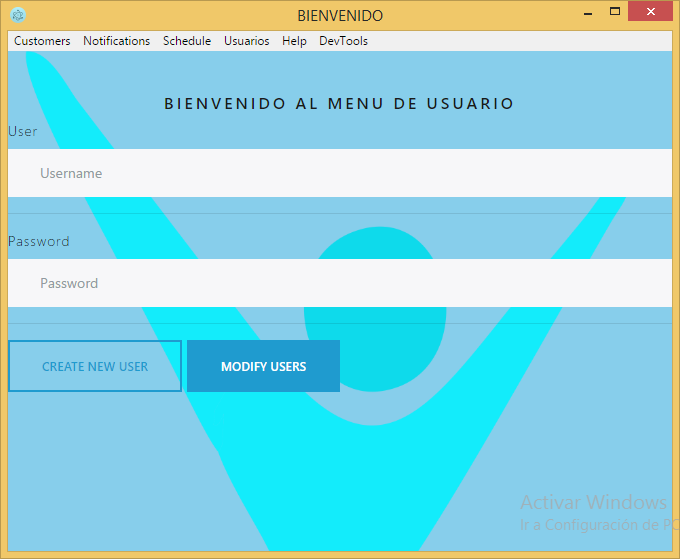 BIENVENIDO
Customers Notifications Schedule Usuarios Help DevTools
BIENVENIDO AL MENU DE USUARIO
User
Username
Password
Password
CREATE NEW USER MODIFY USERS
Activar Windows
Ir a Configuración de PC